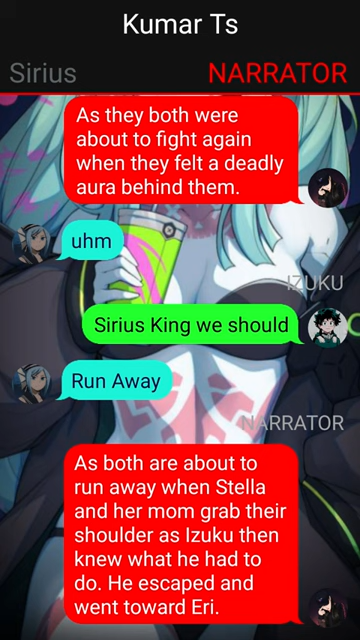 Kumar Ts
Sirius
NARRATOR
As they both were
about to fight again
when they felt a deadly
aura behind them.
uhm
IZUKU
Sirius King we should
Run Away
NARRATOR
As both are about to
run away when Stella
and her mom grab their
shoulder as Izuku then
knew what he had to
do. He escaped and
went toward Eri.